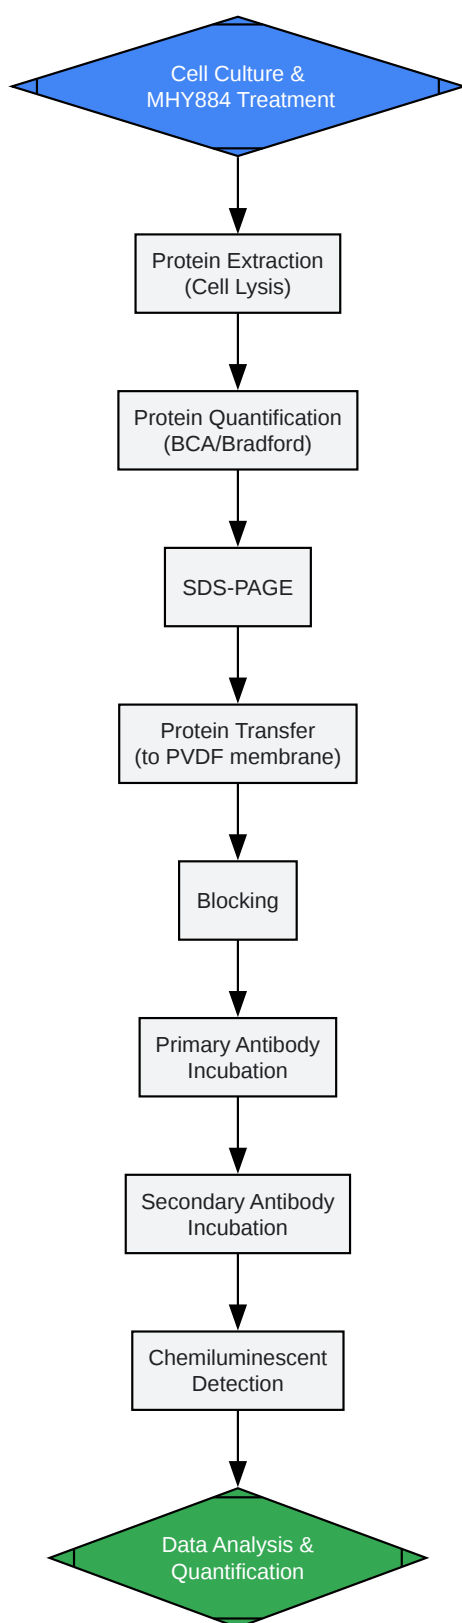 Cell Culture &
MHY884 Treatment
Protein Extraction
(Cell Lysis)
Protein Quantification
(BCA/Bradford)
SDS-PAGE
Protein Transfer
(to PVDF membrane)
Blocking
Primary Antibody
Incubation
Secondary Antibody
Incubation
Chemiluminescent
Detection
Data Analysis &
Quantification